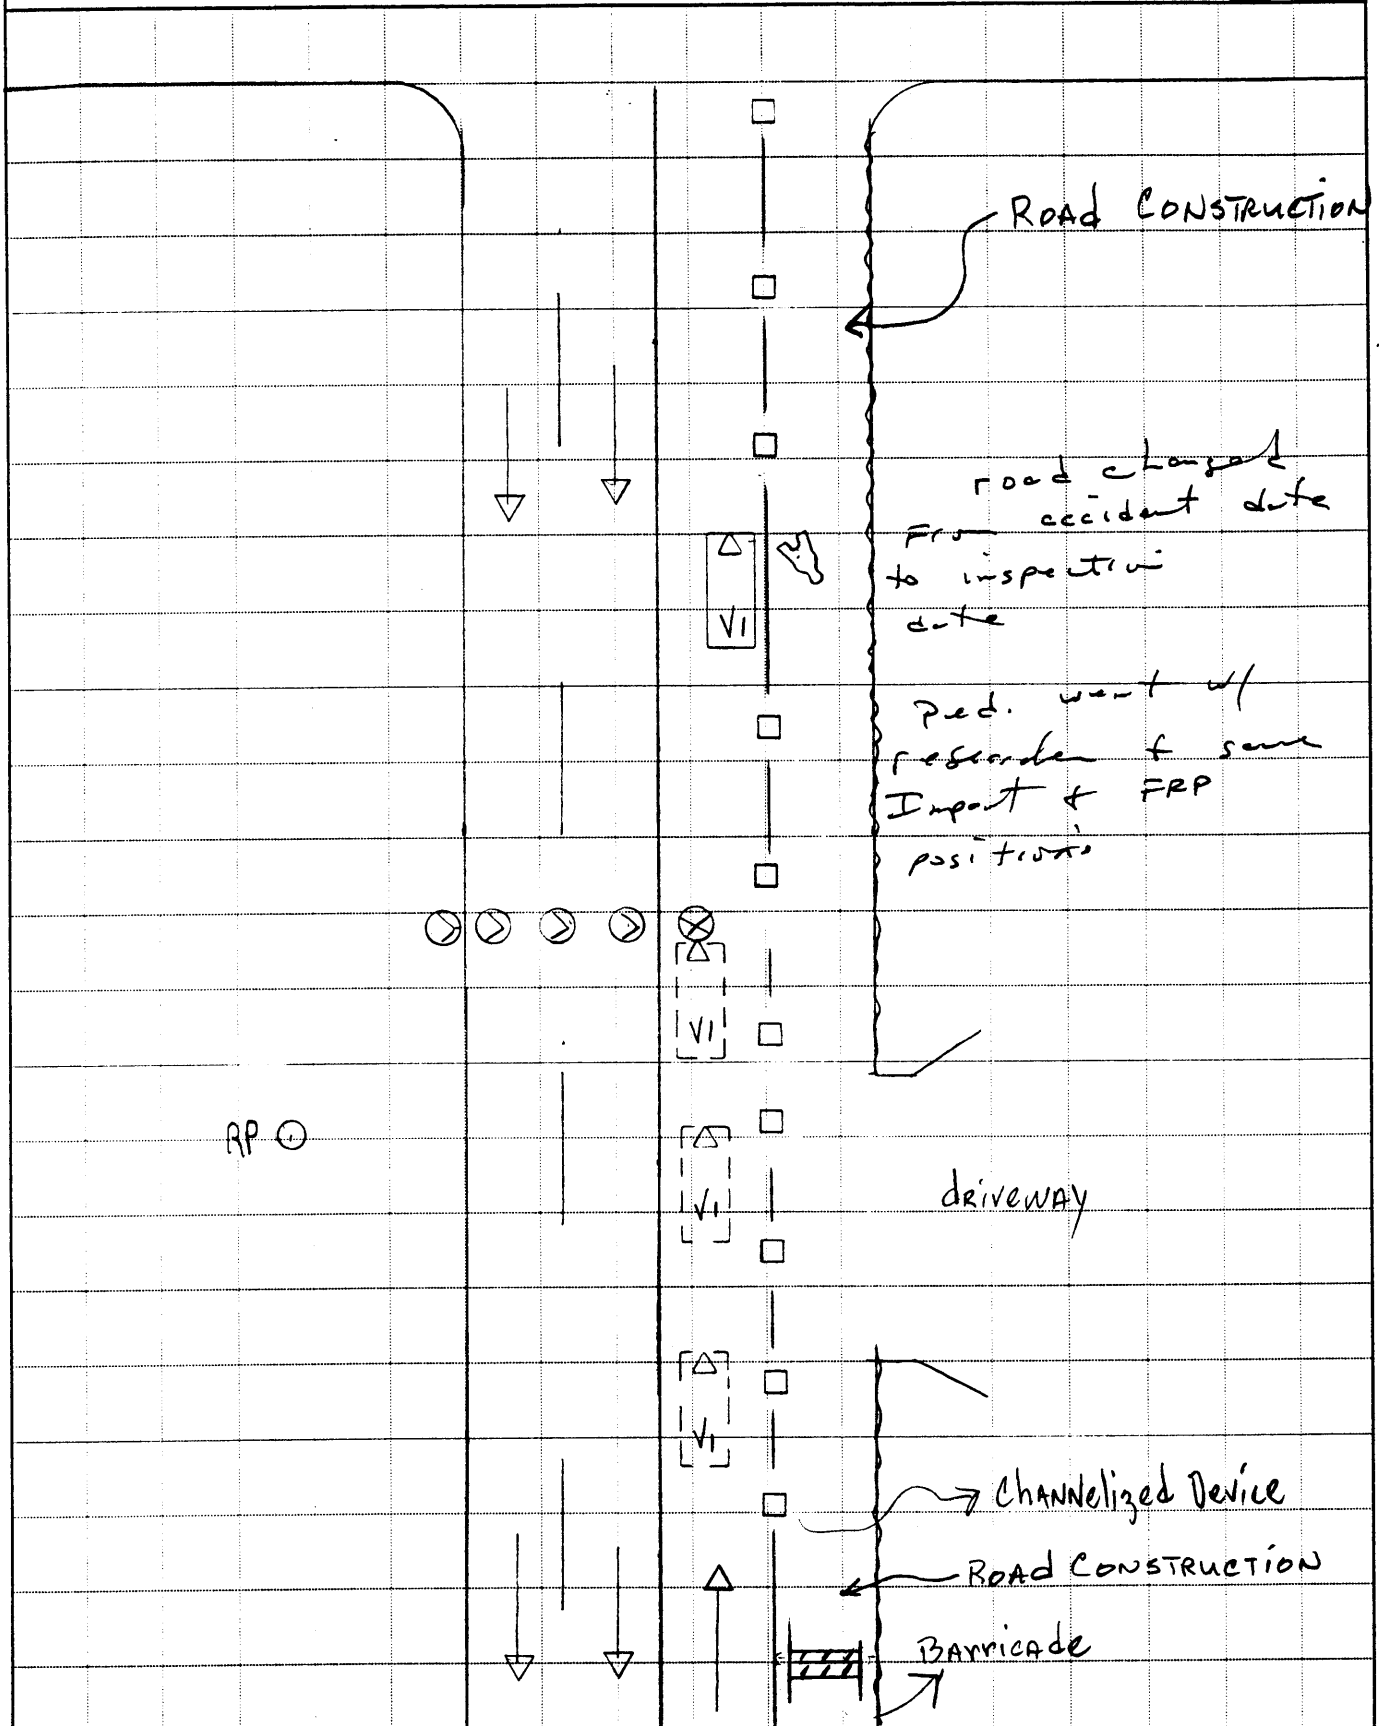 ROAd CONSTRUCTION
road changed
From accident date
to inspection
date
V1
Ped. went w/
researcher & same
Impact & FRP
positions
V1
RP
V1
driveway
V1
Channelized Device
ROAd CONSTRUCTION
BArricade